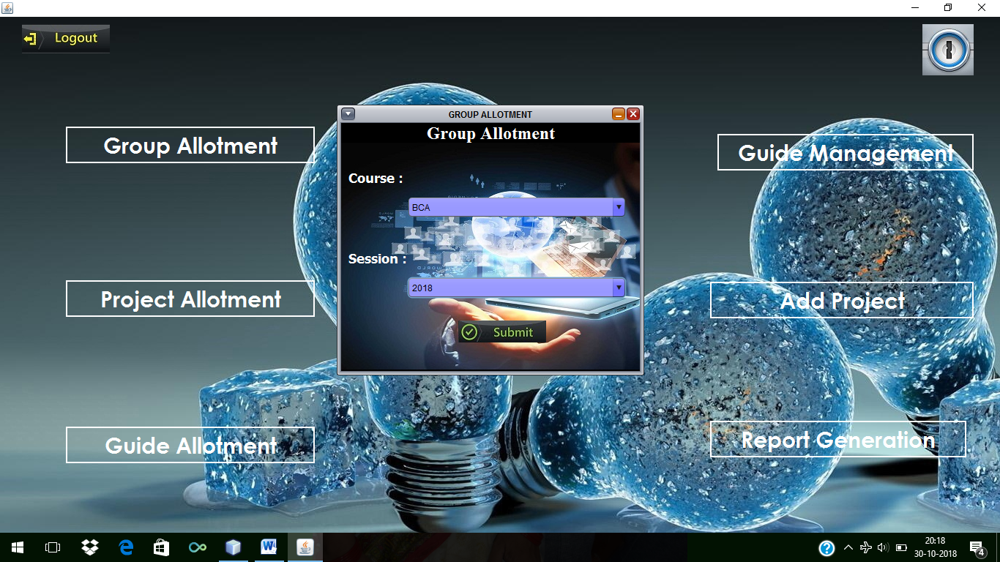 Logout
GROUP ALLOTMENT
Group Allotment
Group Allotment
Guide Management
Course :
BCA
Session :
2018
Project Allotment
Add Project
Submit
Guide Allotment
Report Generation
20:18
30-10-2018
4